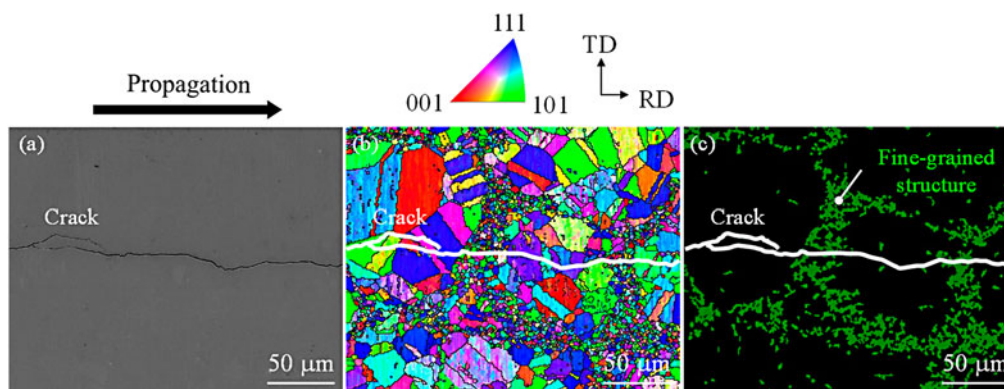 111
TD
Propagation
001
101
RD
(a)
(b)
(c)
Fine-grained
structure
Crack
Crack
Crack
50 μm
50 μm
50 μm